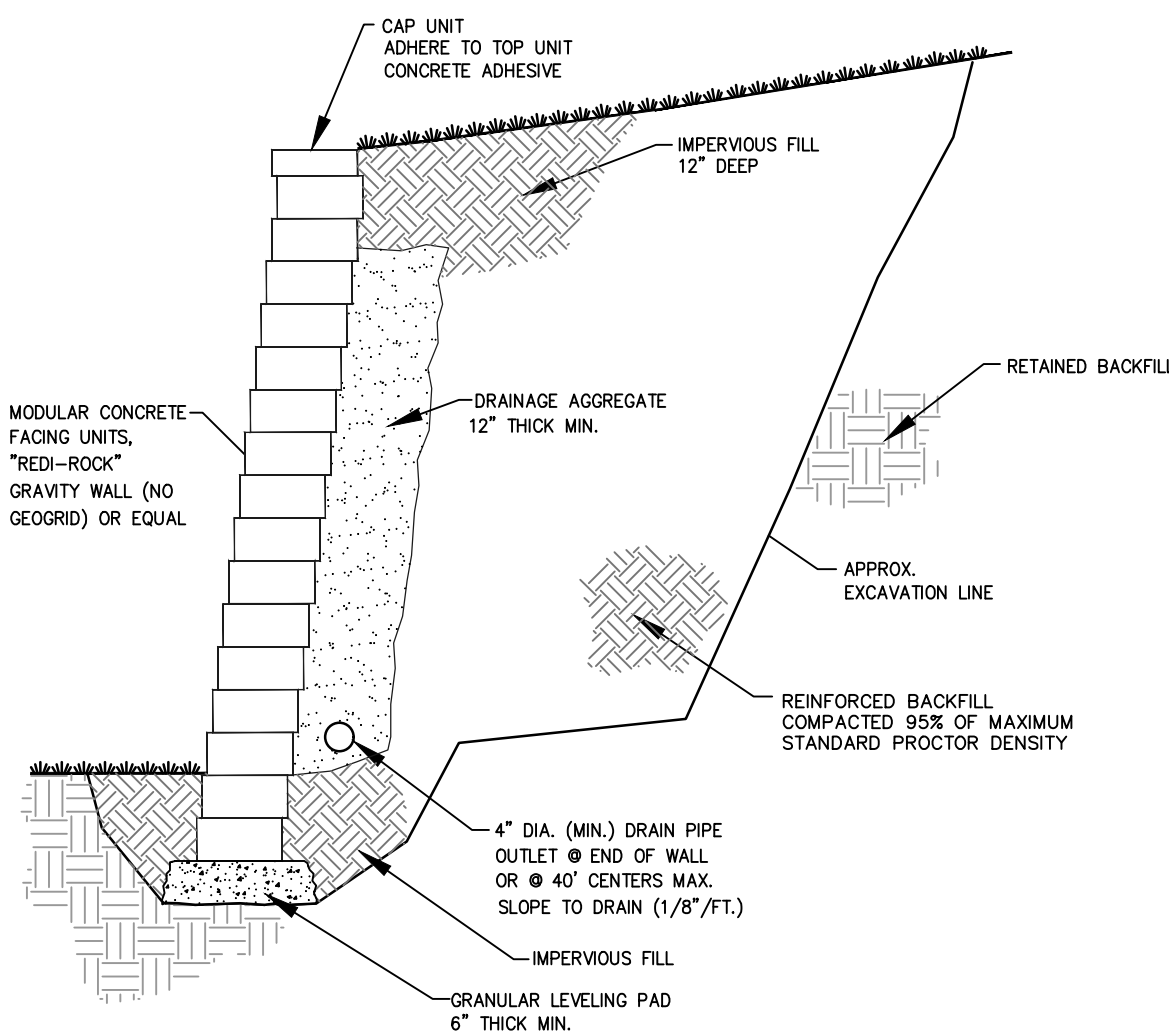 CAP UNIT
ADHERE TO TOP UNIT
CONCRETE ADHESIVE
IMPERVIOUS FILL
12" DEEP
RETAINED BACKFILL
DRAINAGE AGGREGATE
12" THICK MIN.
MODULAR CONCRETE
FACING UNITS,
"REDI-ROCK"
GRAVITY WALL (NO
GEOGRID) OR EQUAL
APPROX.
EXCAVATION LINE
REINFORCED BACKFILL
COMPACTED 95% OF MAXIMUM
STANDARD PROCTOR DENSITY
4" DIA. (MIN.) DRAIN PIPE
OUTLET @ END OF WALL
OR @ 40' CENTERS MAX.
SLOPE TO DRAIN (1/8"/FT.)
IMPERVIOUS FILL
GRANULAR LEVELING PAD
6" THICK MIN.